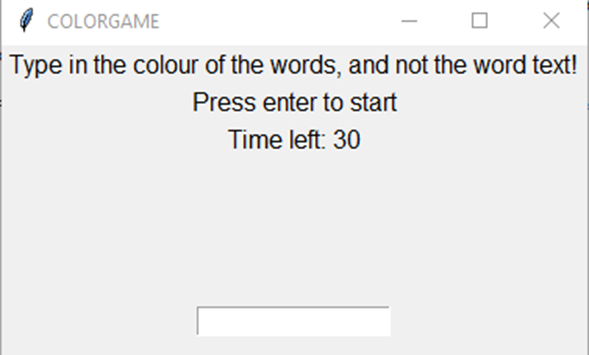 COLORGAME
Type in the colour of the words, and not the word text!
Press enter to start
Time left: 30